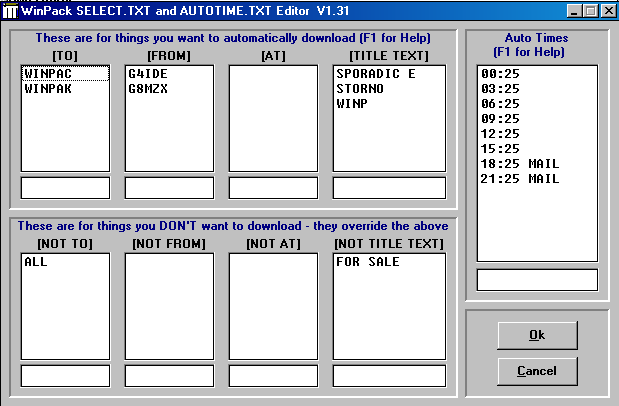 WinPack SELECT.TXT and AUTOTIME.TXT Editor V1.31
These are for things you want to automatically download (F1 for Help)
[TO] [FROM] [AT] [TITLE TEXT]
WINPAC G4IDE SPORADIC E
WINPAK G8MZX STORNO
WINP
These are for things you DON'T want to download - they override the above
[NOT TO] [NOT FROM] [NOT AT] [NOT TITLE TEXT]
ALL FOR SALE
Auto Times
(F1 for Help)
00:25
03:25
06:25
09:25
12:25
15:25
18:25 MAIL
21:25 MAIL
Ok
Cancel